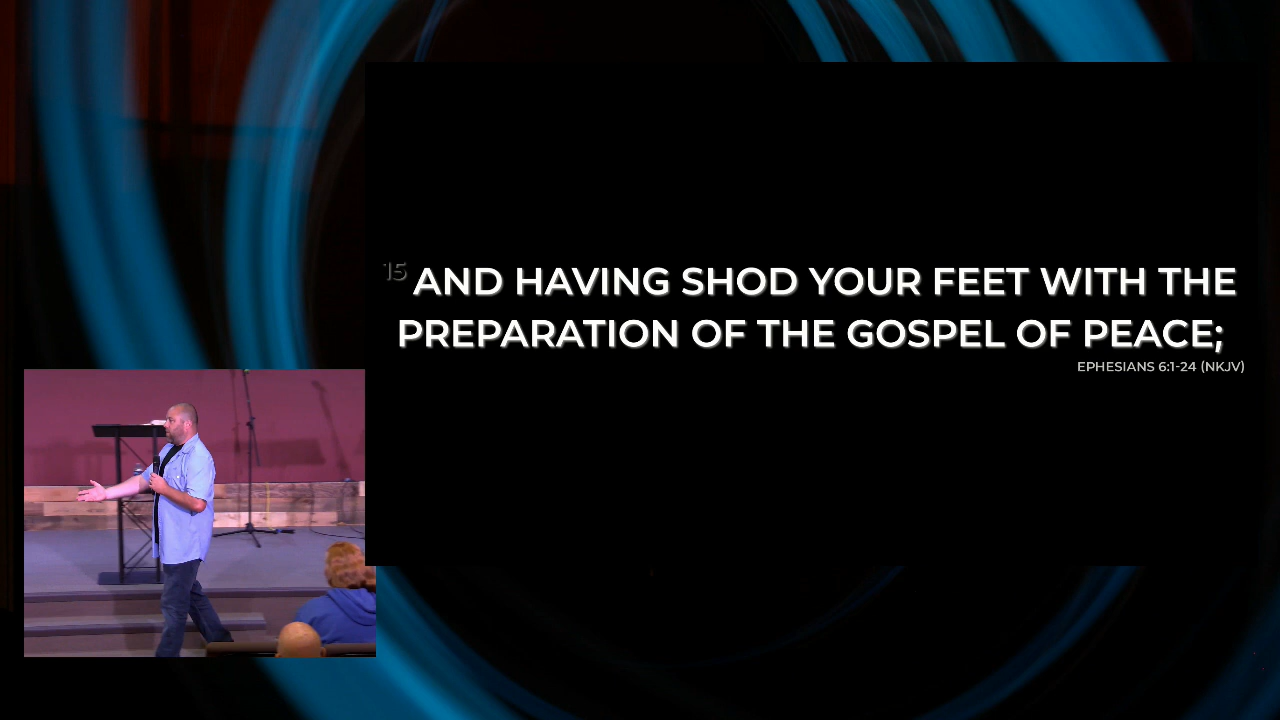 15 AND HAVING SHOD YOUR FEET WITH THE
PREPARATION OF THE GOSPEL OF PEACE;
EPHESIANS 6:1-24 (NKJV)